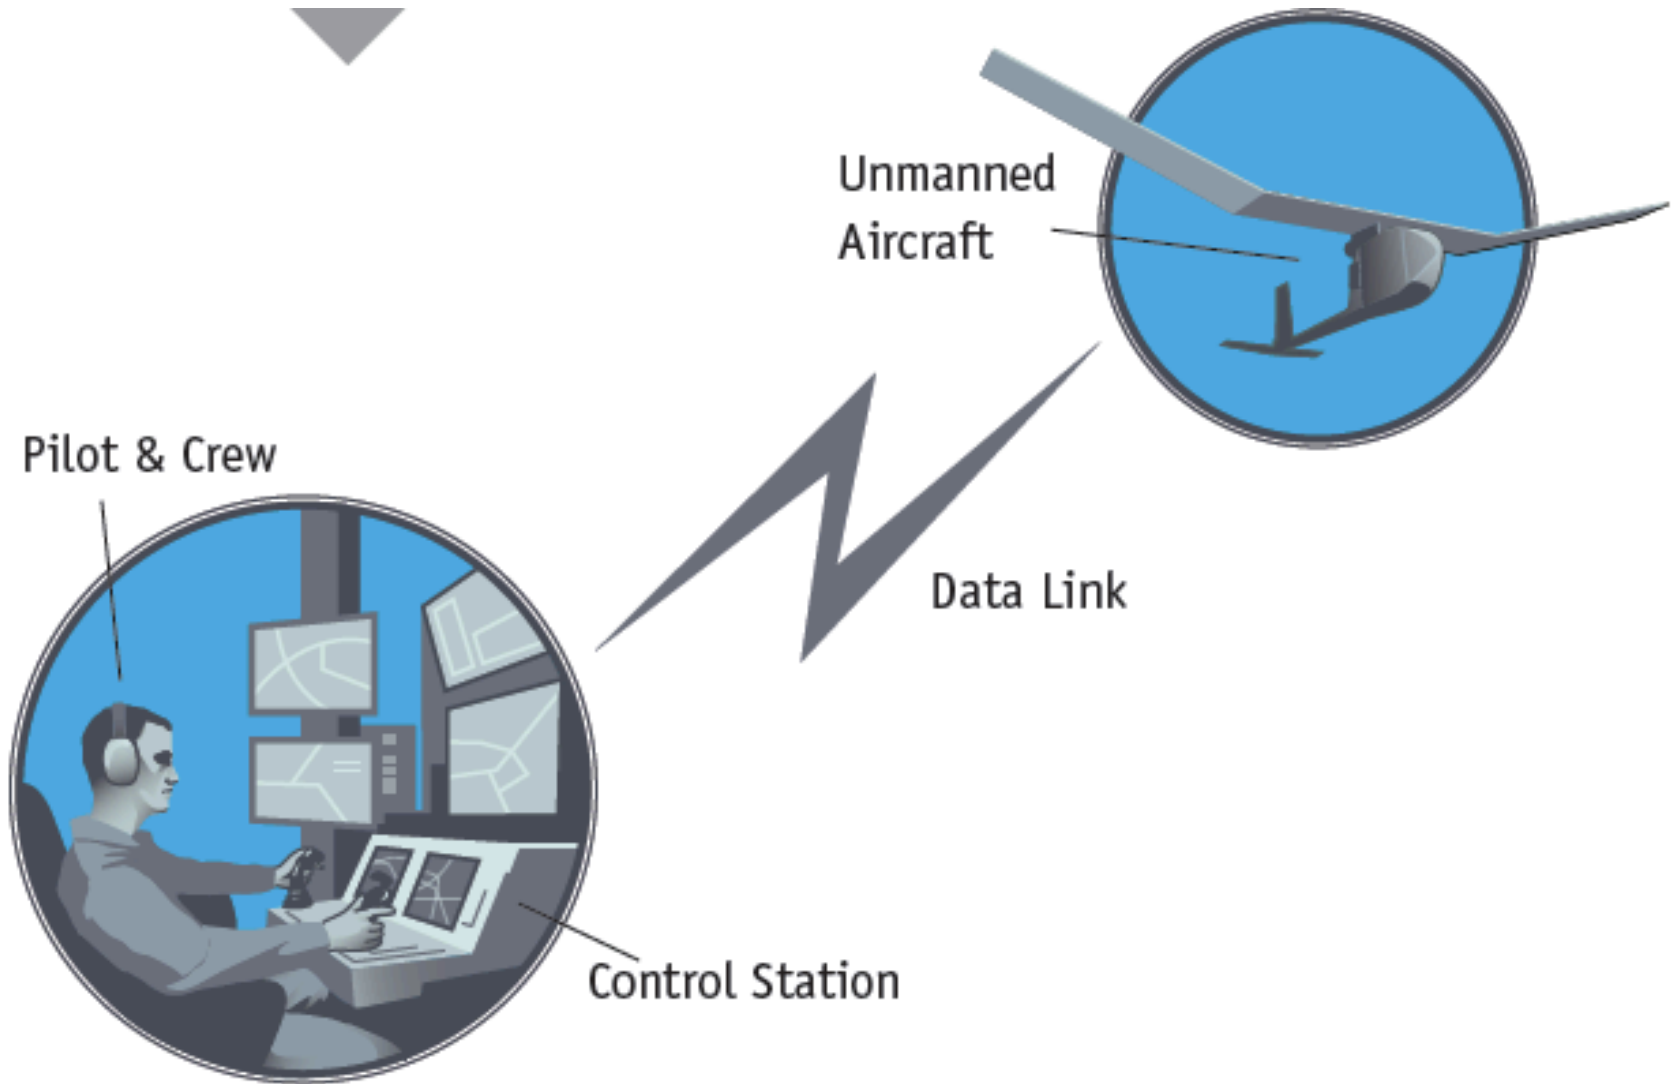 Unmanned
Aircraft
Pilot & Crew
Data Link
Control Station